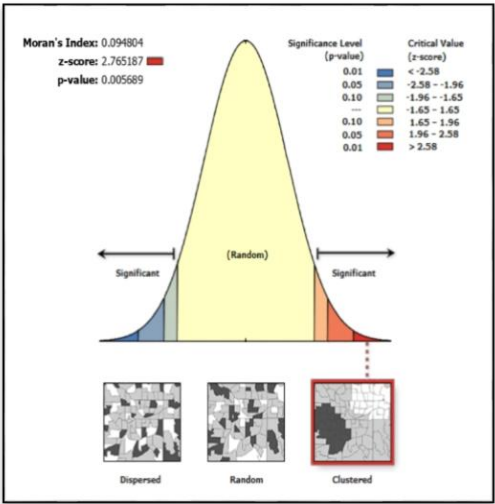 Moran's Index: 0.094804
z-score: 2.765187
p-value: 0.005689
Significance Level
(p-value)
Critical Value
(z-score)
0.01 < -2.58
0.05 -2.58 - -1.96
0.10 -1.96 - -1.65
--- -1.65 - 1.65
0.10 1.65 - 1.96
0.05 1.96 - 2.58
0.01 > 2.58
(Random)
Significant Significant
Dispersed Random Clustered